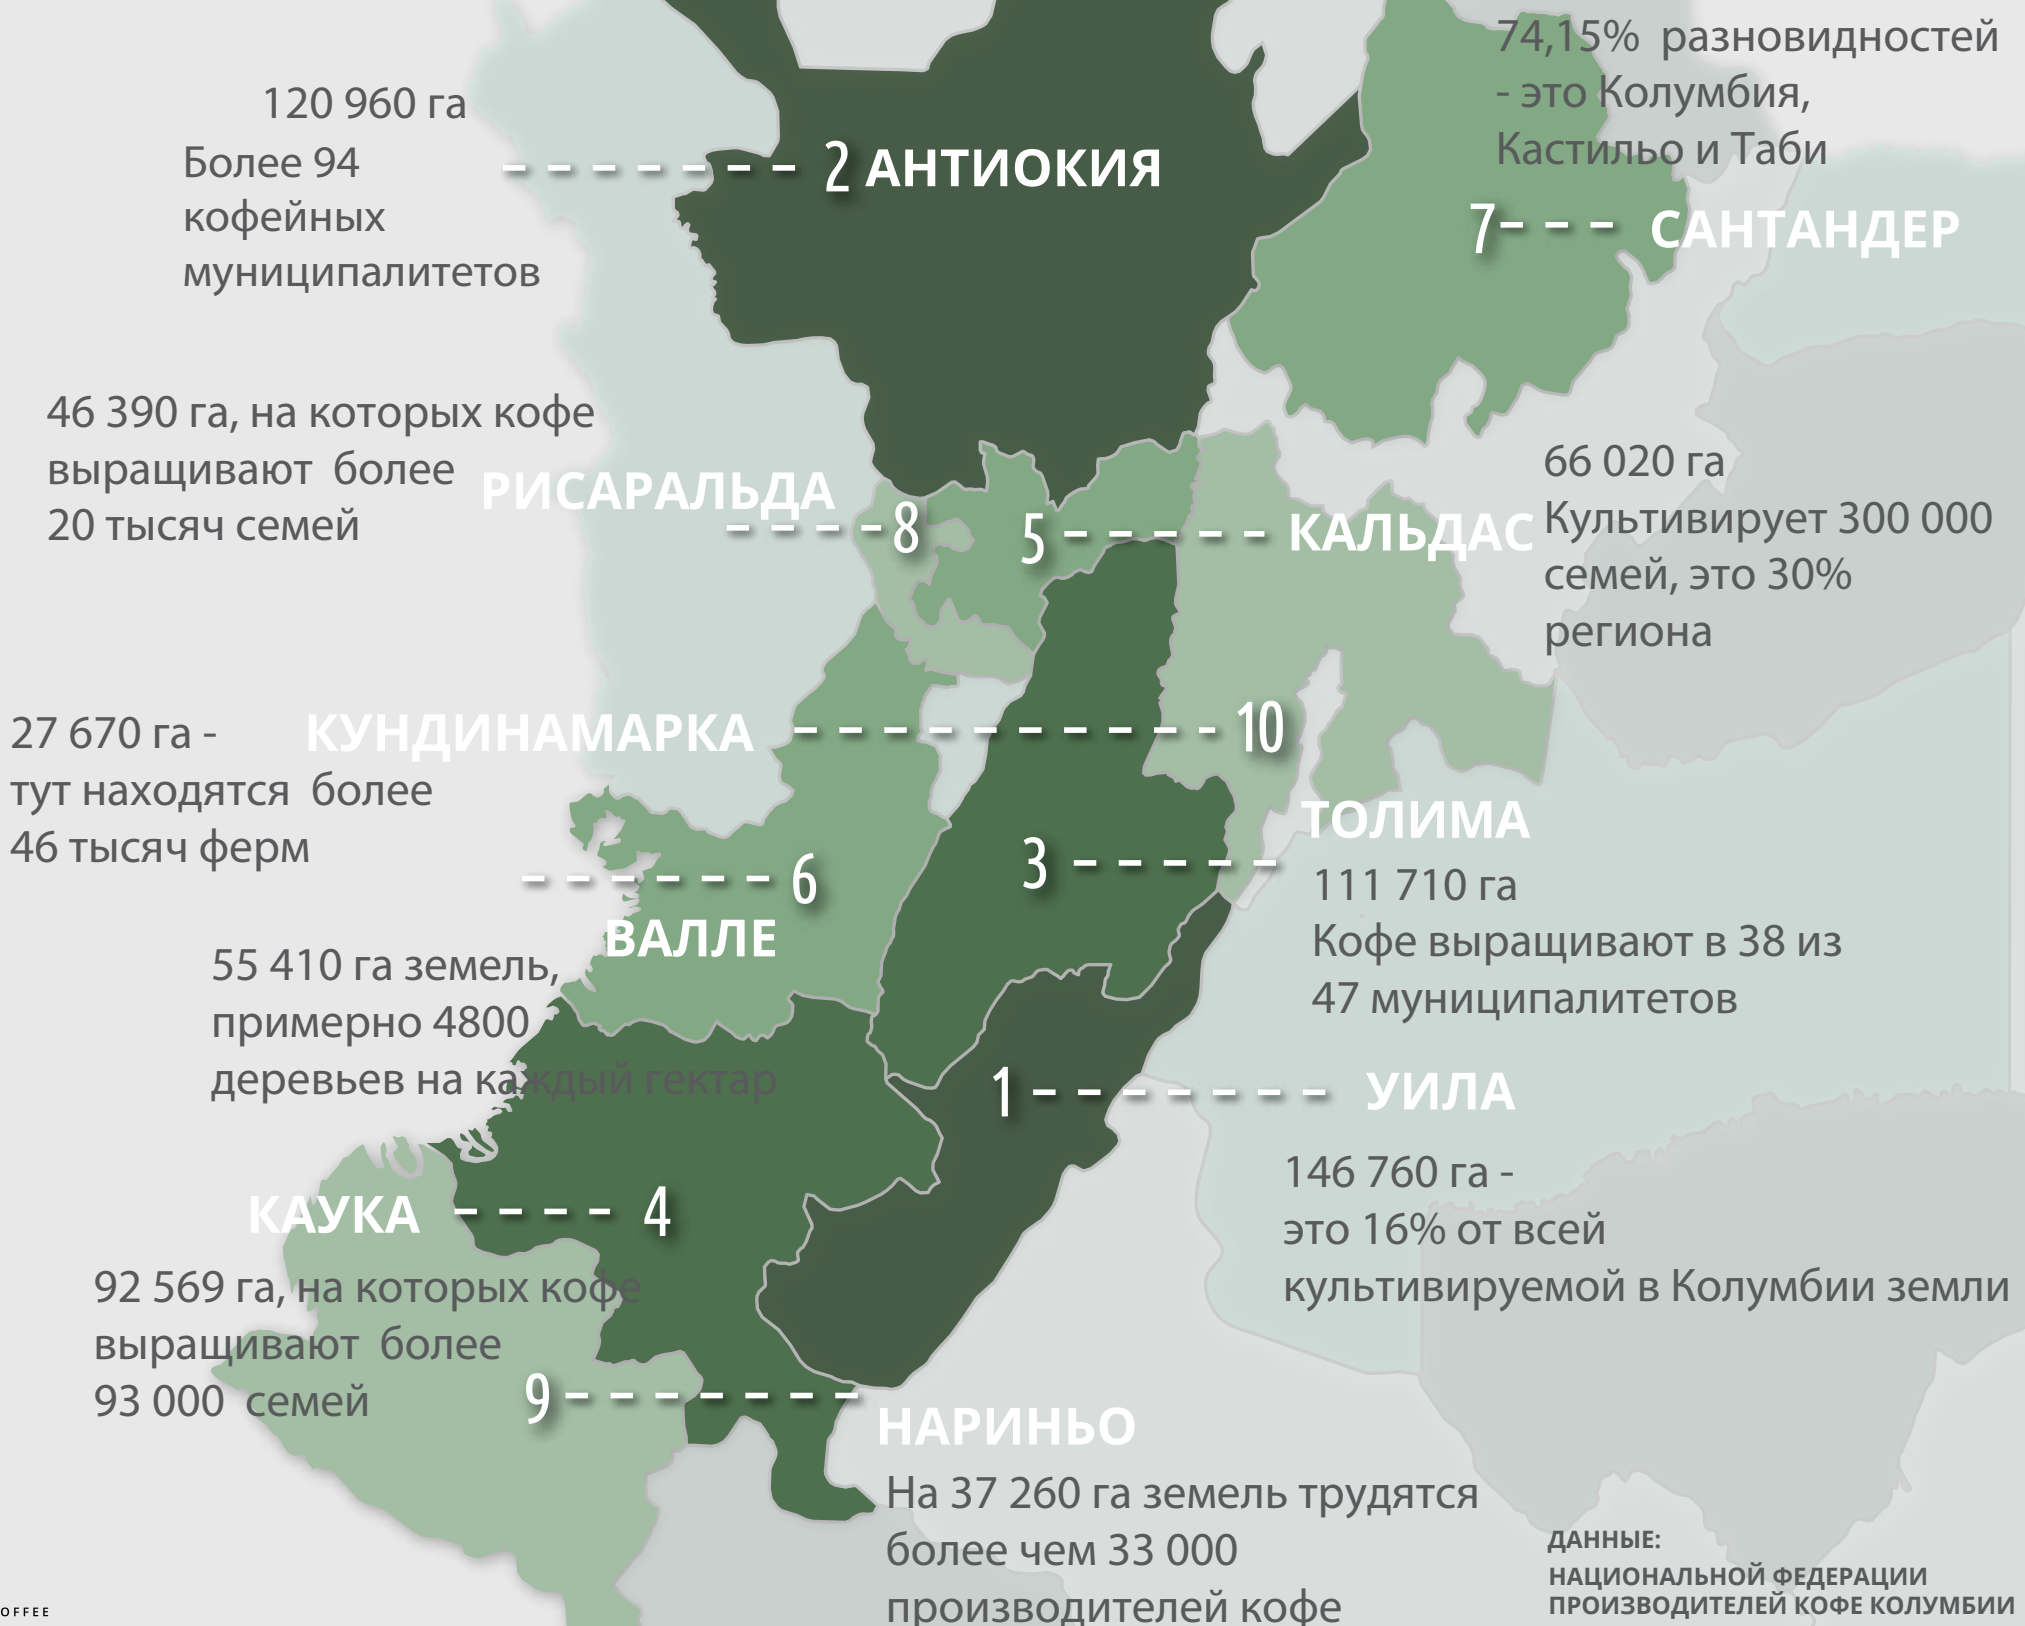 74,15% разновидностей
- это Колумбия,
Кастильо и Таби
7 САНТАНДЕР
120 960 га
Более 94
кофейных
муниципалитетов
2 АНТИОКИЯ
46 390 га, на которых кофе
выращивают более
20 тысяч семей
РИСАРАЛЬДА
8
5 КАЛЬДАС
66 020 га
Культивирует 300 000
семей, это 30%
региона
27 670 га -
тут находятся более
46 тысяч ферм
КУНДИНАМАРКА 10
6
ВАЛЛЕ
55 410 га земель,
примерно 4800
деревьев на каждый гектар
3
ТОЛИМА
111 710 га
Кофе выращивают в 38 из
47 муниципалитетов
1 УИЛА
146 760 га -
это 16% от всей
культивируемой в Колумбии земли
КАУКА 4
92 569 га, на которых кофе
выращивают более
93 000 семей
9
НАРИНЬО
На 37 260 га земель трудятся
более чем 33 000
производителей кофе
ДАННЫЕ:
НАЦИОНАЛЬНОЙ ФЕДЕРАЦИИ
ПРОИЗВОДИТЕЛЕЙ КОФЕ КОЛУМБИИ
OFFEE